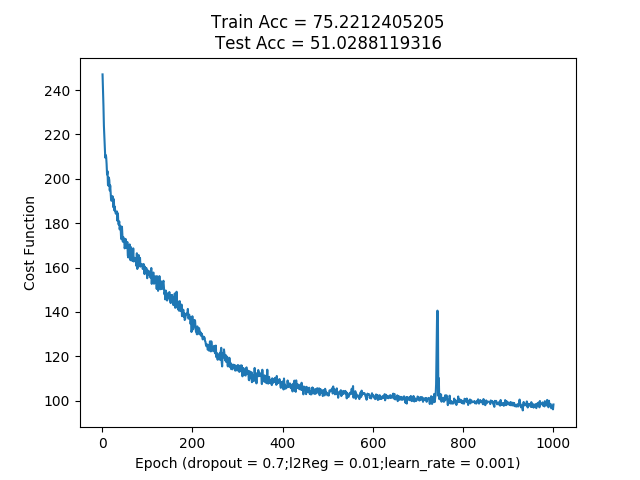 Train Acc = 75.2212405205
Test Acc = 51.0288119316
240
220
200
180
160
140
120
100
Cost Function
0 200 400 600 800 1000
Epoch (dropout = 0.7;l2Reg = 0.01;learn_rate = 0.001)